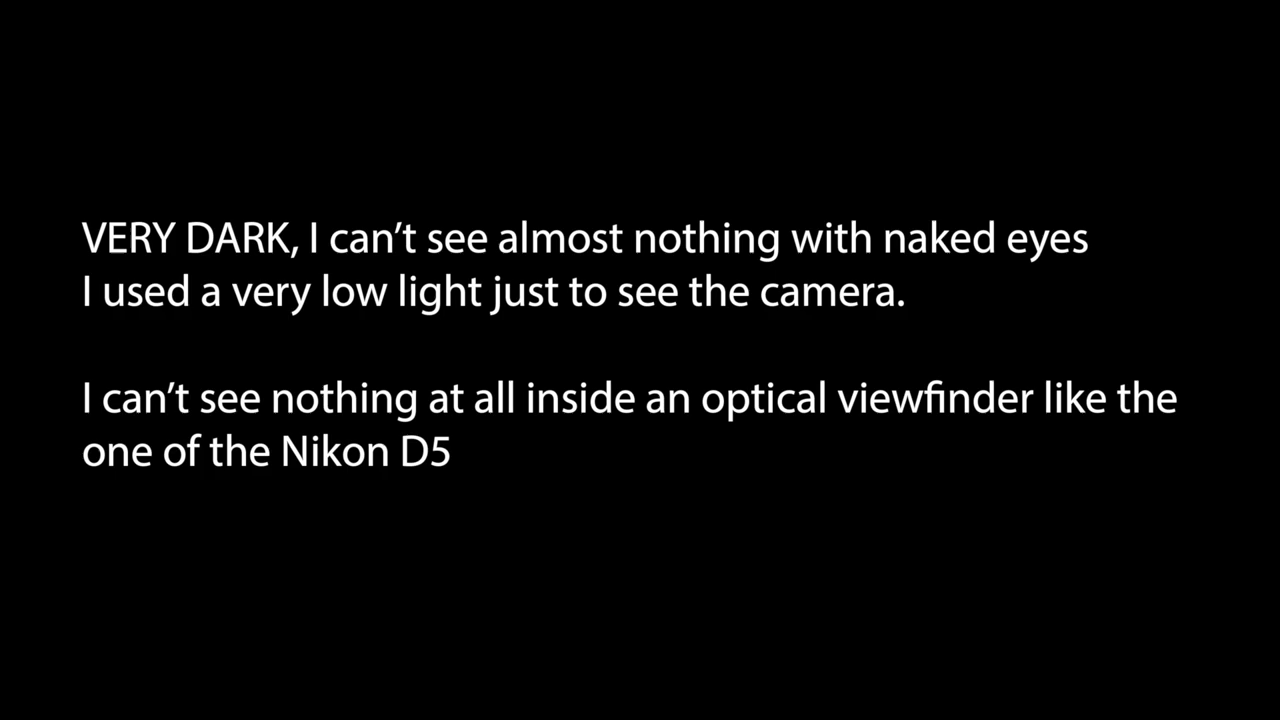 VERY DARK, I can’t see almost nothing with naked eyes
I used a very low light just to see the camera.
I can’t see nothing at all inside an optical viewfinder like the
one of the Nikon D5